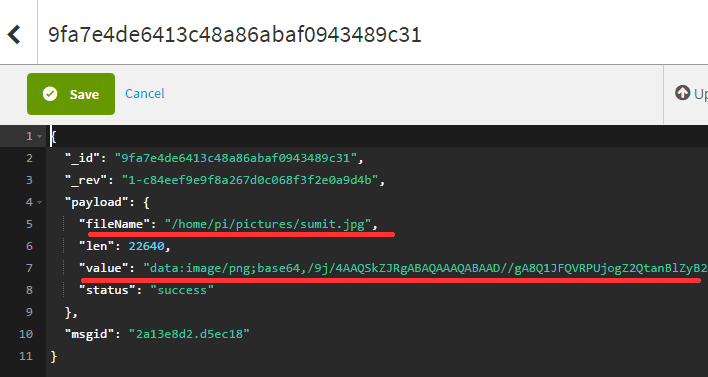 9fa7e4de6413c48a86abaf0943489c31
Save Cancel Up
1 {
2 "_id": "9fa7e4de6413c48a86abaf0943489c31",
3 "_rev": "1-c84eef9e9f8a267d0c068f3f2e0a9d4b",
4 "payload": {
5 "fileName": "/home/pi/pictures/sumit.jpg",
6 "len": 22640,
7 "value": "data:image/png;base64,/9j/4AAQSkZJRgABAQAAAQABAAD//gA8Q1JFQVRPUjogZ2QtanBlZyB2
8 "status": "success"
9 },
10 "msgid": "2a13e8d2.d5ec18"
11 }